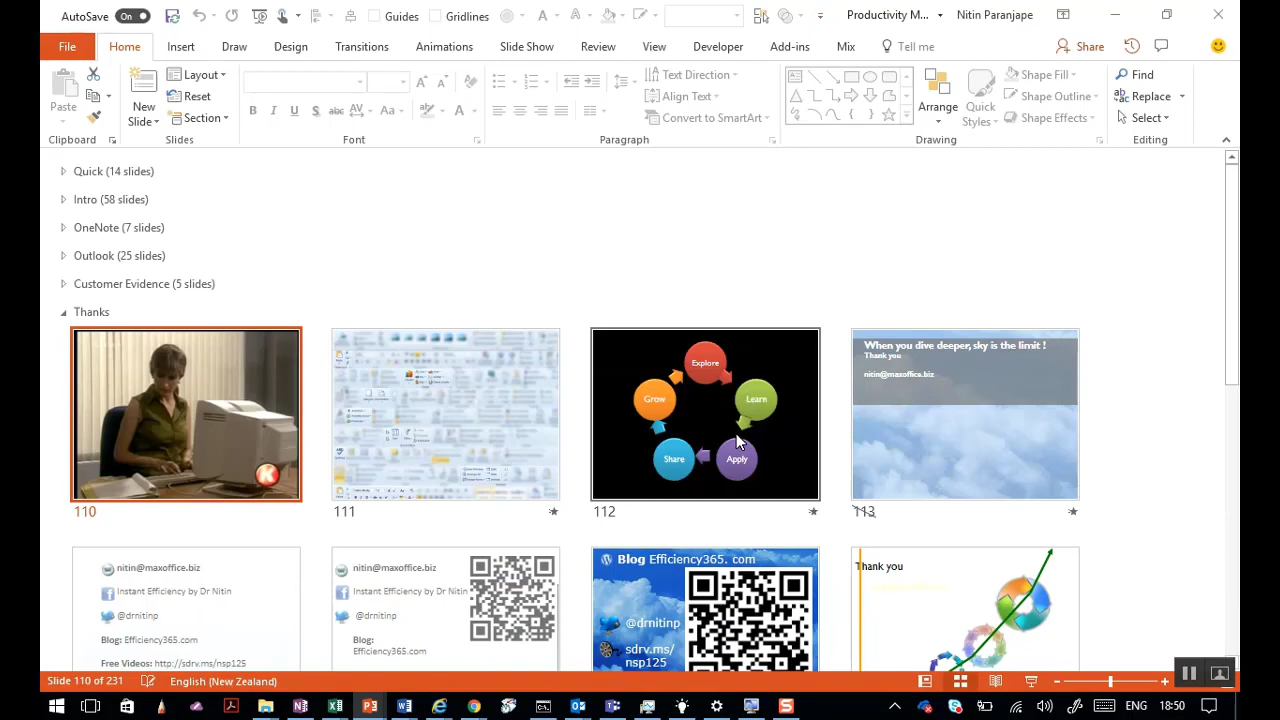 AutoSave On Guides Gridlines Productivity M... Nitin Paranjape
File Home Insert Draw Design Transitions Animations Slide Show Review View Developer Add-ins Mix Tell me Share
Paste New Slide Layout Reset Section Text Direction Align Text Convert to SmartArt Arrange Quick Styles Shape Fill Shape Outline Shape Effects Find Replace Select
Clipboard Slides Font Paragraph Drawing Editing
Quick (14 slides)
Intro (58 slides)
OneNote (7 slides)
Outlook (25 slides)
Customer Evidence (5 slides)
Thanks
K
Explore
Learn
Apply
Share
Grow
When you dive deeper, sky is the limit !
Thank you
nitin@maxoffice.biz
110 111 112 113
nitin@maxoffice.biz
Instant Efficiency by Dr Nitin
@drnitinp
Blog: Efficiency365.com
Free Videos: http://sdrv.ms/nsp125
nitin@maxoffice.biz
Instant Efficiency by Dr Nitin
@drnitinp
Blog:
Efficiency365.com
Blog Efficiency365. com
@drnitinp
sdrv.ms/
nsp125
Thank you
Slide 110 of 231 English (New Zealand)
ENG 18:50